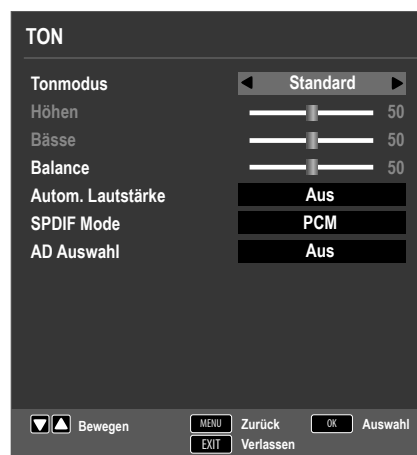 TON
Tonmodus Standard
Höhen 50
Bässe 50
Balance 50
Autom. Lautstärke Aus
SPDIF Mode PCM
AD Auswahl Aus
Bewegen MENU Zurück OK Auswahl
EXIT Verlassen